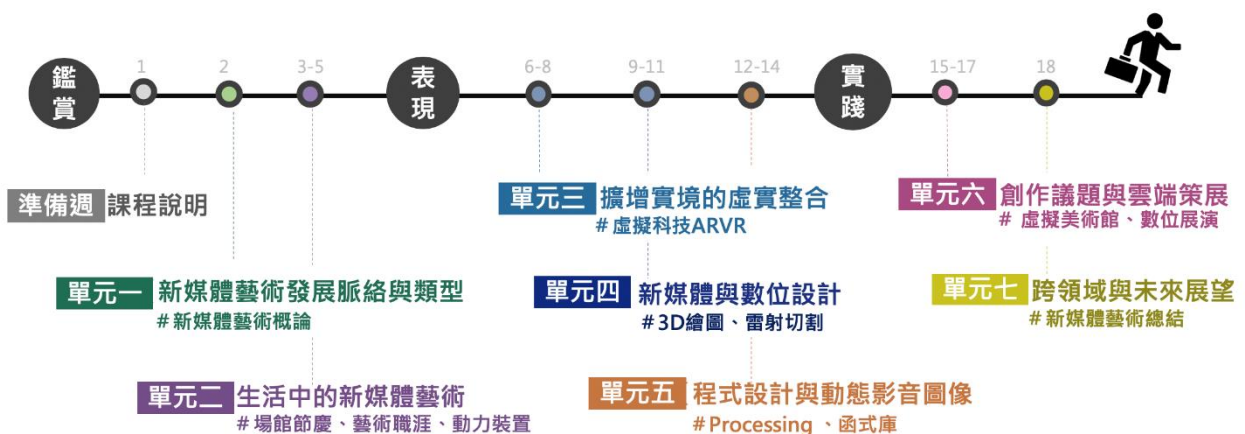 鑑賞
1
2
3-5
表現
6-8
9-11
12-14
實踐
15-17
18
準備週 課程說明
單元一 新媒體藝術發展脈絡與類型
#新媒體藝術概論
單元二 生活中的新媒體藝術
#場館節慶、藝術職涯、動力裝置
單元三 擴增實境的虛實整合
#虛擬科技ARVR
單元四 新媒體與數位設計
#3D繪圖、雷射切割
單元五 程式設計與動態影音圖像
#Processing 、函式庫
單元六 創作議題與雲端策展
# 虛擬美術館、數位展演
單元七 跨領域與未來展望
#新媒體藝術總結